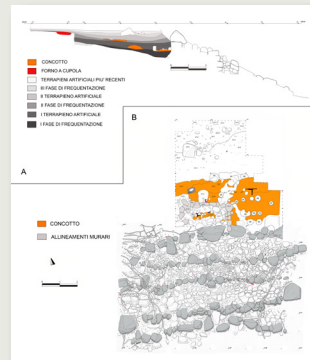 CONCOTTO
FORNO A CUPOLA
TERRAPIENI ARTIFICIALI PIU' RECENTI
III FASE DI FREQUENTAZIONE
II TERRAPIENO ARTIFICIALE
II FASE DI FREQUENTAZIONE
I TERRAPIENO ARTIFICIALE
I FASE DI FREQUENTAZIONE
A
B
CONCOTTO
ALLINEAMENTI MURARI